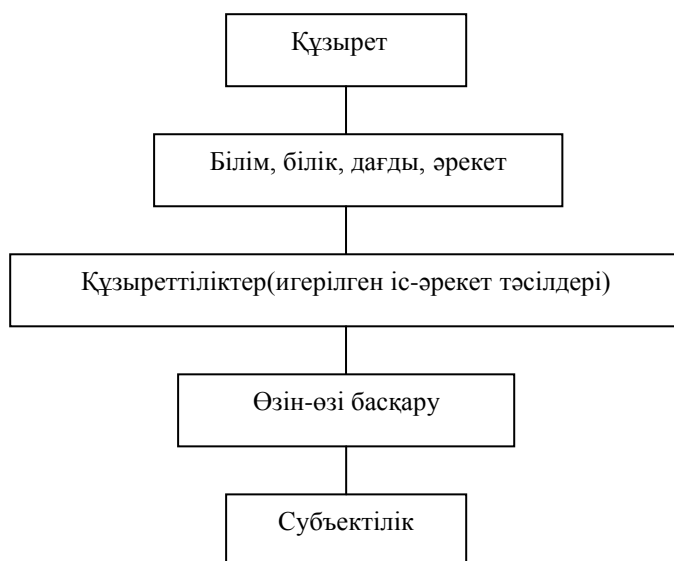 Құзырет
Білім, білік, дағды, әрекет
Құзыреттіліктер(игерілген іс-әрекет тәсілдері)
Өзін-өзі басқару
Субъектілік